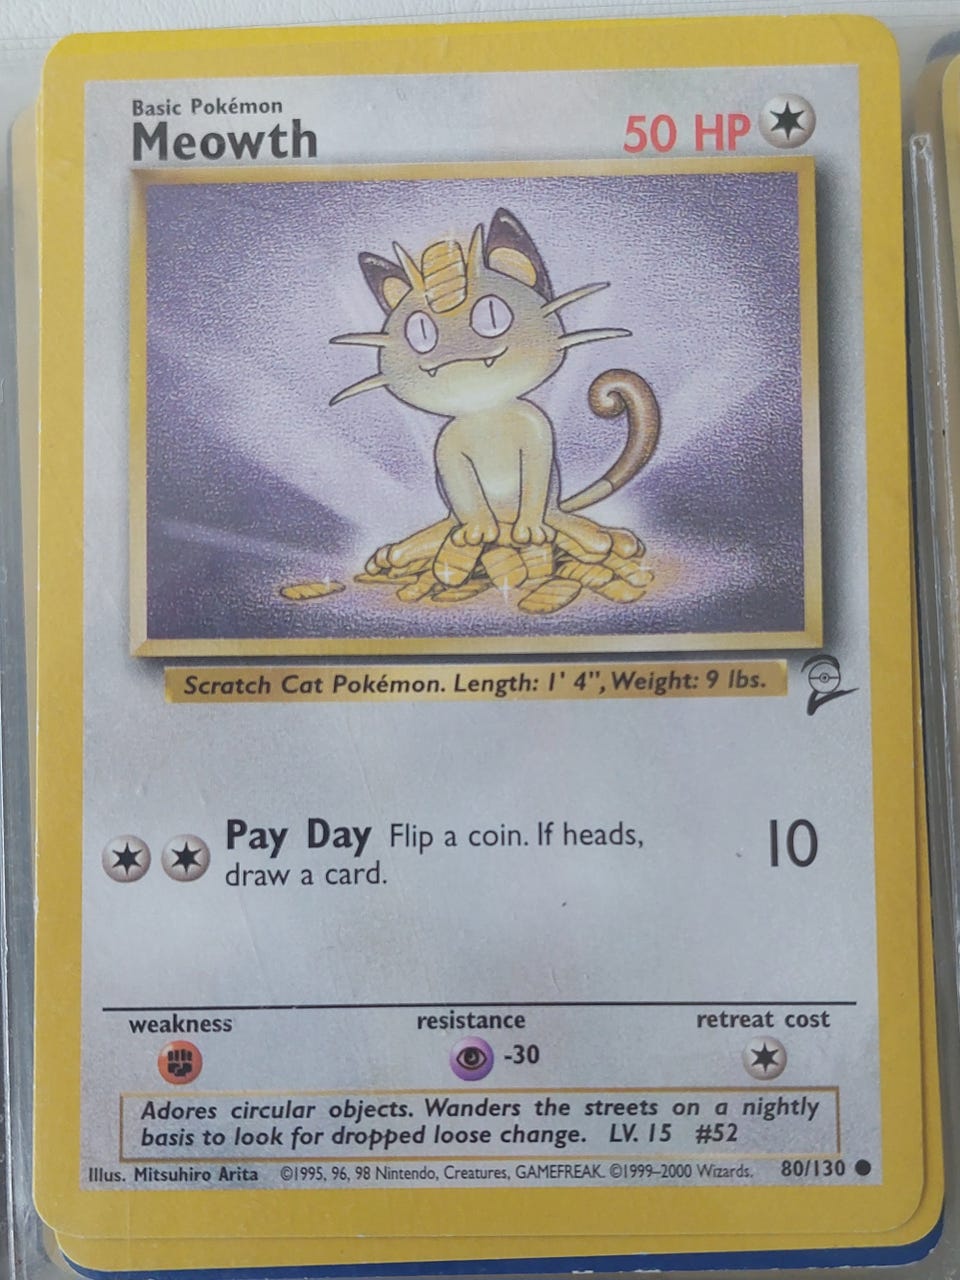 Basic Pokémon
Meowth
50 HP
Scratch Cat Pokémon. Length: 1' 4", Weight: 9 lbs.
Pay Day Flip a coin. If heads,
draw a card.
10
weakness
resistance
retreat cost
-30
Adores circular objects. Wanders the streets on a nightly
basis to look for dropped loose change. LV. 15 #52
Illus. Mitsuhiro Arita ©1995, 96, 98 Nintendo, Creatures, GAMEFREAK. ©1999–2000 Wizards. 80/130